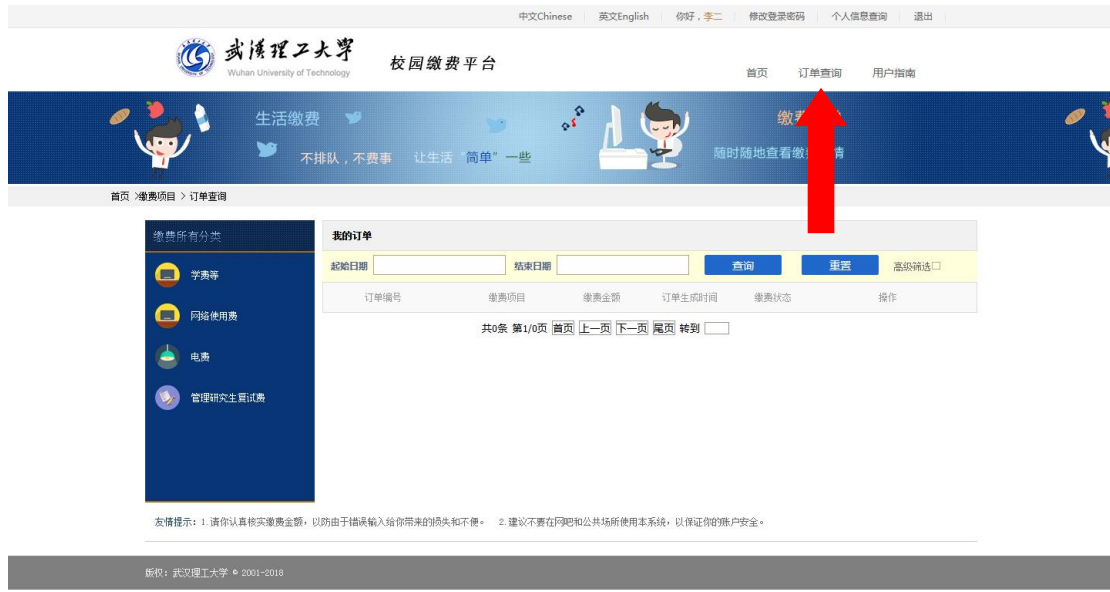 中文Chinese 英文English 你好，李二 修改登录密码 个人信息查询 退出
武汉理工大学
Wuhan University of Technology
校园缴费平台
首页 订单查询 用户指南
生活缴费
不排队，不费事 让生活“简单”一些
缴费
随时随地查看缴 情
首页 >缴费项目 > 订单查询
缴费所有分类
学费等
网络使用费
电费
管理研究生复试费
我的订单
起始日期 结束日期 查询 重置 高级筛选
订单编号 缴费项目 缴费金额 订单生成时间 缴费状态 操作
共0条 第1/0页 首页 上一页 下一页 尾页 转到
友情提示：1.请你认真核实缴费金额，以防由于错误输入给你带来的损失和不便。 2.建议不要在网吧和公共场所使用本系统，以保证你的账户安全。
版权：武汉理工大学 © 2001-2018